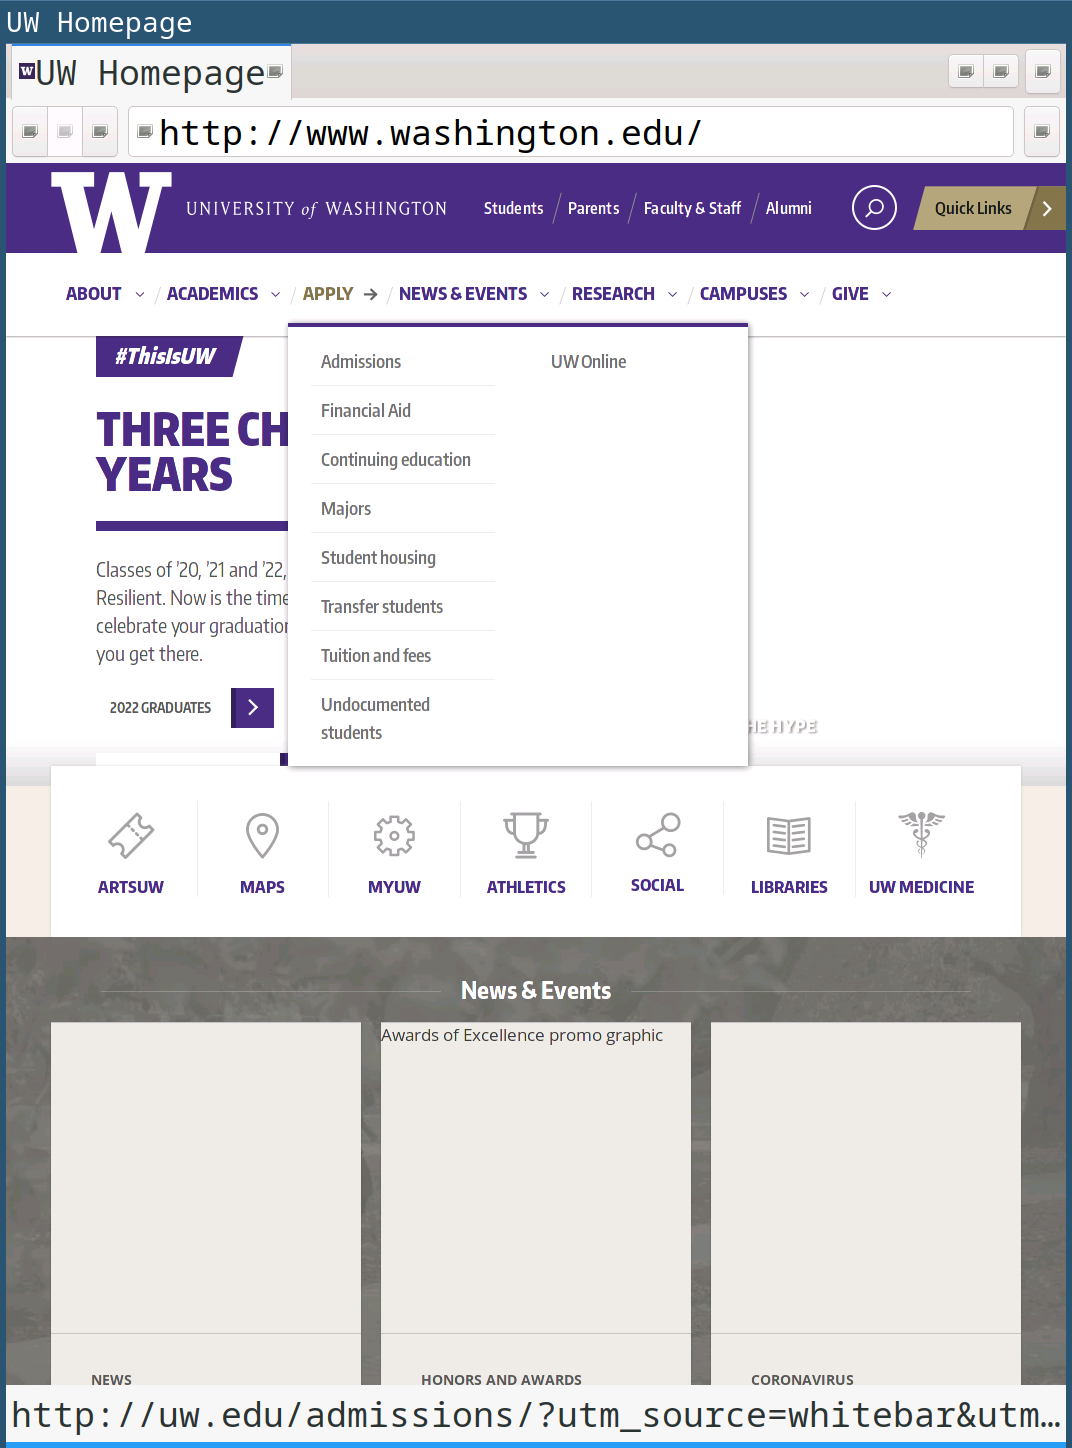 UW Homepage
UW Homepage
http://www.washington.edu/
W UNIVERSITY of WASHINGTON
Students Parents Faculty & Staff Alumni Quick Links
ABOUT ACADEMICS APPLY NEWS & EVENTS RESEARCH CAMPUSES GIVE
#ThisIsUW
THREE CH
YEARS
Classes of ’20, ’21 and ’22,
Resilient. Now is the time
celebrate your graduation
you get there.
2022 GRADUATES
Admissions
Financial Aid
Continuing education
Majors
Student housing
Transfer students
Tuition and fees
Undocumented
students
UW Online
HE HYPE
ARTSUW MAPS MYUW ATHLETICS SOCIAL LIBRARIES UW MEDICINE
News & Events
Awards of Excellence promo graphic
NEWS HONORS AND AWARDS CORONAVIRUS
http://uw.edu/admissions/?utm_source=whitebar&utm…